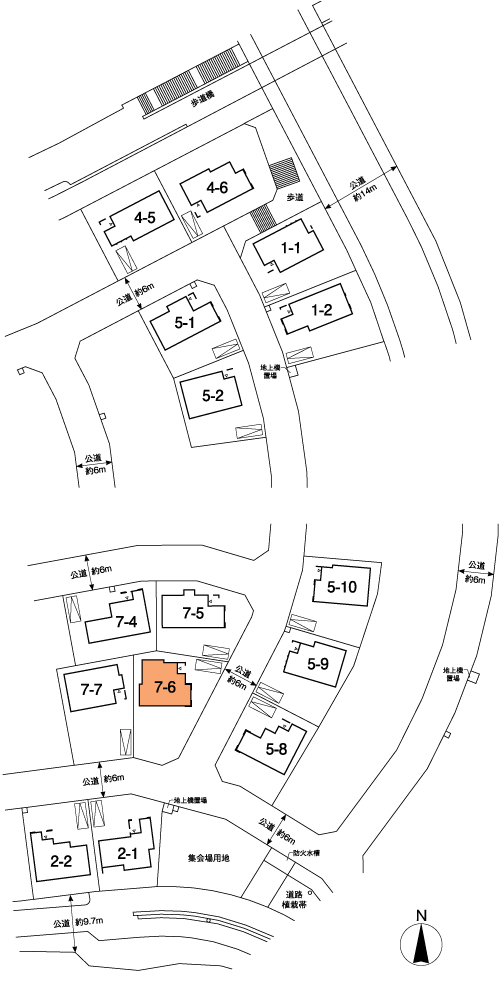 歩道橋
4-6
4-5
歩道
公道
約14m
1-1
公道 約6m
1-2
5-1
地上機
置場
5-2
公道
約6m
公道 約6m
公道
約6m
5-10
7-5
7-4
5-9
地上機
置場
公道
約6m
7-7
7-6
5-8
公道 約6m
地上機置場
公道
約6m
2-2
2-1
集会場用地
防火水槽
道路
植栽帯
公道 約9.7m
N